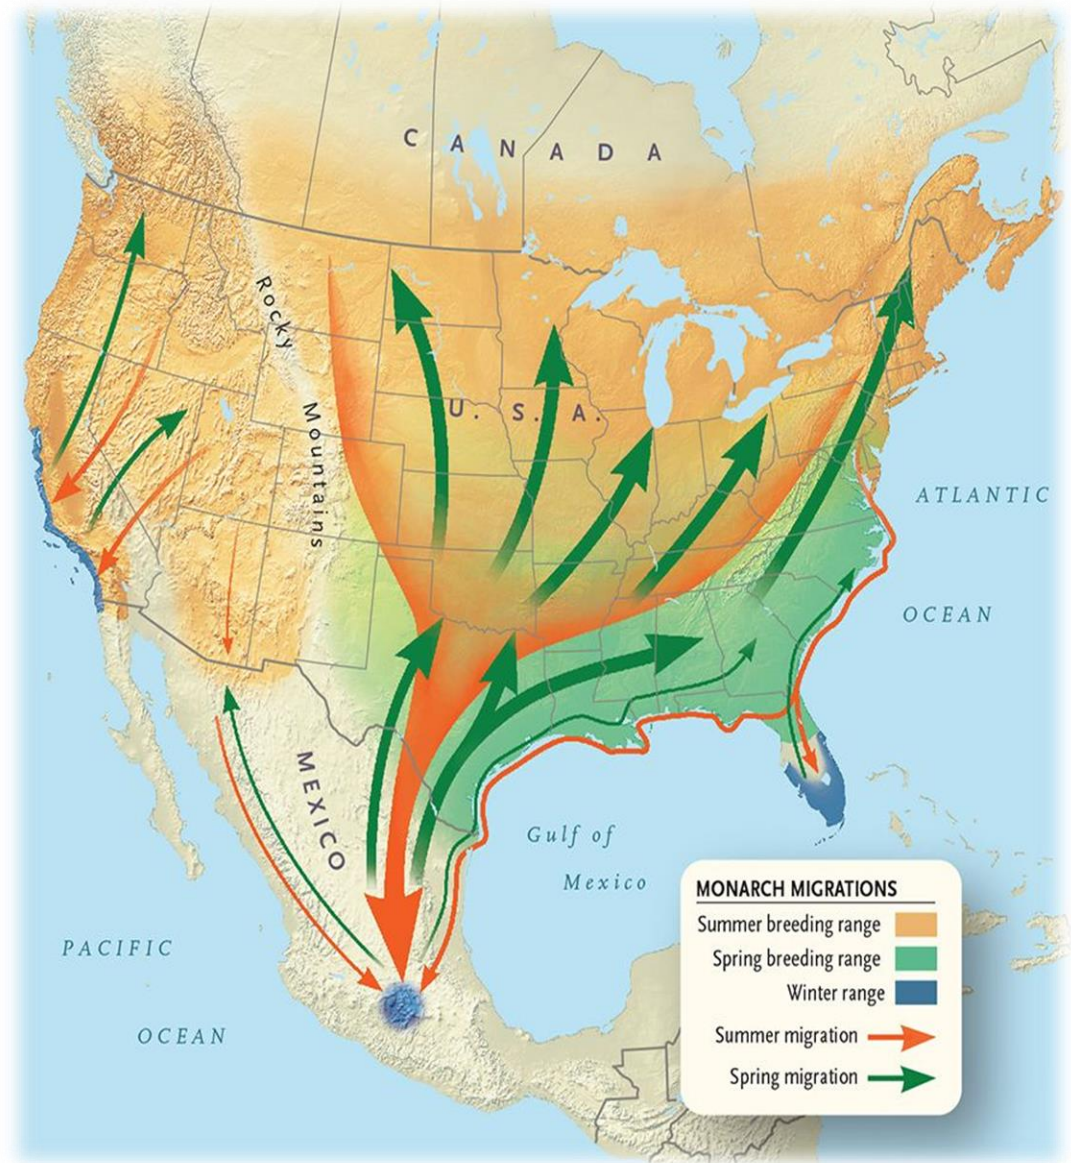 C A N A D A
Rocky
Mountains
U. S. A.
ATLANTIC
OCEAN
MEXICO
Gulf of
Mexico
PACIFIC
OCEAN
MONARCH MIGRATIONS
Summer breeding range
Spring breeding range
Winter range
Summer migration
Spring migration